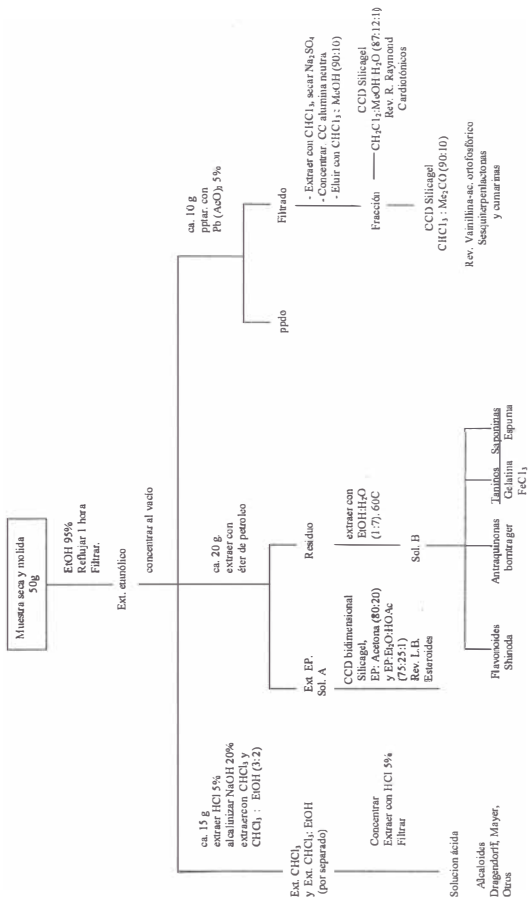 Muestra seca y molida
50g
EtOH 95%
Reflujar 1 hora
Filtrar.
Ext. etanólico
concentrar al vacío
ca. 15 g
extraer HCl 5%
alcalinizar NaOH 20%
extraercon CHCl₃ y
CHCl₃ : EtOH (3:2)
Ext. CHCl₃
y Ext. CHCl₃: EtOH
(por separado)
Concentrar
Extraer con HCl 5%
Filtrar
Solucion ácida
Alcaloides
Dragendorff, Mayer,
Otros
ca. 20 g.
extraer con
éter de petroleo
Ext EP.
Sol. A
CCD bidimensional
Silicagel,
EP: Acetona (80:20)
y EP:Et₂O:HOAc
(75:25:1)
Rev. L.B.
Esteroides
Residuo
extraer con
EtOH:H₂O
(1:7). 60C
Sol. B
Flavonoides
Shinoda
Antraquinonas
borntrager
Taninos
Gelatina
FeCl₃
Saponinas
Espuma
ca. 10 g
pptar. con
Pb (AcO)₂ 5%
ppdo
Filtrado
- Extraer con CHCl₃, secar Na₂SO₄
- Concentrar. CC alumina neutra
- Eluir con CHCl₃ : MeOH (90:10)
Fracción
CCD Silicagel
CH₂Cl₂:MeOH H₂O (87:12:1)
Rev. R. Raymond
Cardiotónicos
CCD Silicagel
CHCl₃ : Me₂CO (90:10)
Rev. Vainillina-ac. ortofosfórico
Sesquiterpenlactonas
y cumarinas